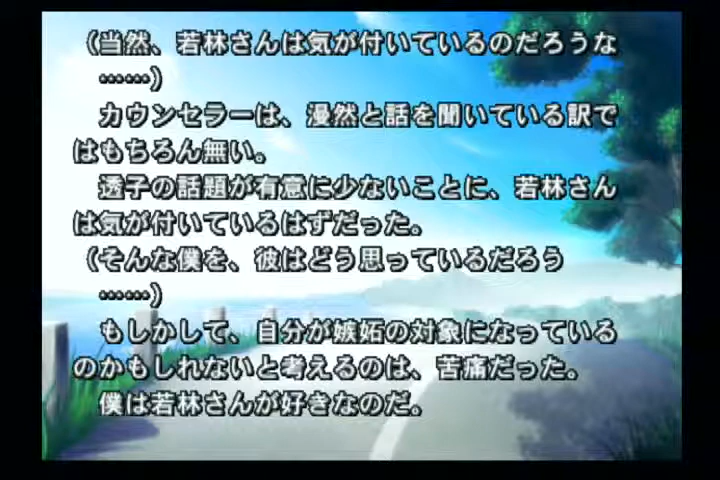 （当然、若林さんは気が付いているのだろうな
……）
カウンセラーは、漫然と話を聞いている訳で
はもちろん無い。
透子の話題が有意に少ないことに、若林さん
は気が付いているはずだった。
（そんな僕を、彼はどう思っているだろう
……）
もしかして、自分が嫉妬の対象になっている
のかもしれないと考えるのは、苦痛だった。
僕は若林さんが好きなのだ。